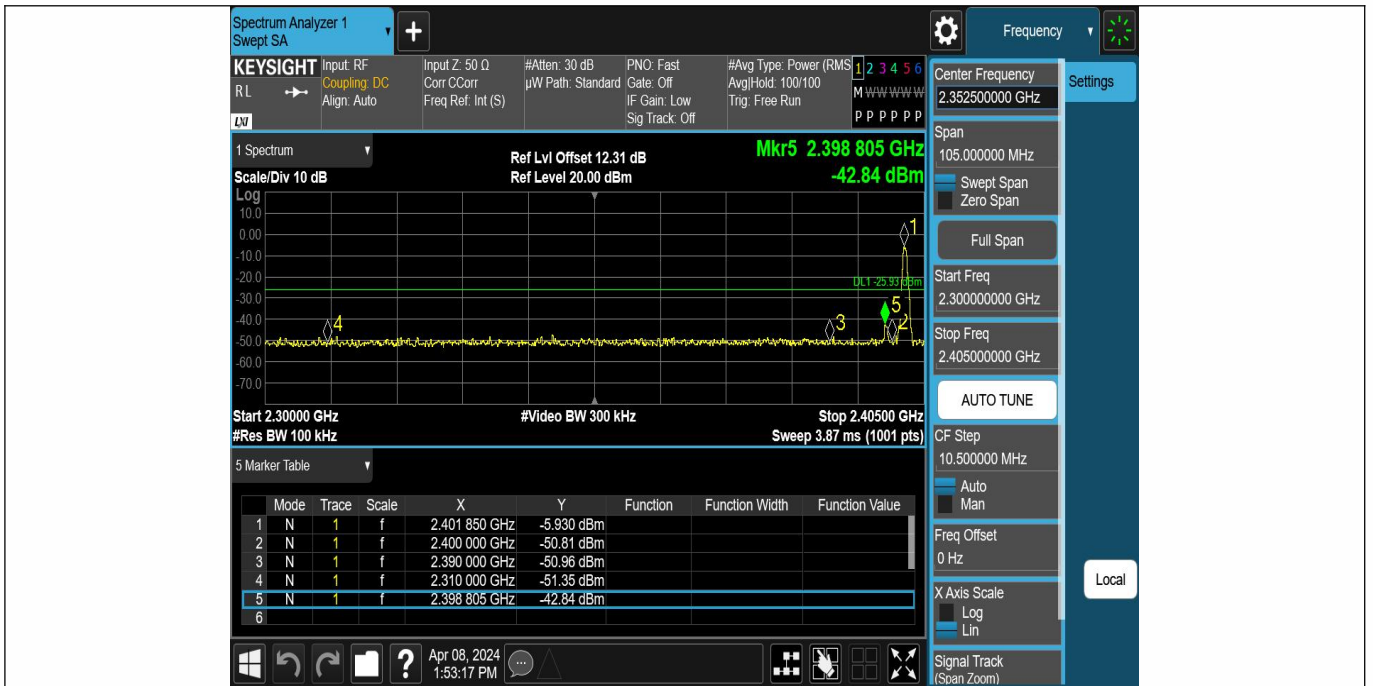 Spectrum Analyzer 1
Swept SA
+
Frequency
KEYSIGHT
RL
LXI
Input: RF
Coupling: DC
Align: Auto
Input Z: 50 Ω
Corr CCorr
Freq Ref: Int (S)
#Atten: 30 dB
µW Path: Standard
PNO: Fast
Gate: Off
IF Gain: Low
Sig Track: Off
#Avg Type: Power (RMS
Avg|Hold: 100/100
Trig: Free Run
1 2 3 4 5 6
M W W W W W
P P P P P P
1 Spectrum
Scale/Div 10 dB
Ref Lvl Offset 12.31 dB
Ref Level 20.00 dBm
Mkr5 2.398 805 GHz
-42.84 dBm
Log
10.0
0.00
-10.0
-20.0
-30.0
-40.0
-50.0
-60.0
-70.0
1
DL1 -25.93 dBm
5
4
3
2
Start 2.30000 GHz
#Video BW 300 kHz
Stop 2.40500 GHz
#Res BW 100 kHz
Sweep 3.87 ms (1001 pts)
5 Marker Table
Mode Trace Scale X Y Function Function Width Function Value
1 N 1 f 2.401 850 GHz -5.930 dBm
2 N 1 f 2.400 000 GHz -50.81 dBm
3 N 1 f 2.390 000 GHz -50.96 dBm
4 N 1 f 2.310 000 GHz -51.35 dBm
5 N 1 f 2.398 805 GHz -42.84 dBm
6
?
Apr 08, 2024
1:53:17 PM
Center Frequency
2.352500000 GHz
Settings
Span
105.000000 MHz
Swept Span
Zero Span
Full Span
Start Freq
2.300000000 GHz
Stop Freq
2.405000000 GHz
AUTO TUNE
CF Step
10.500000 MHz
Auto
Man
Freq Offset
0 Hz
Local
X Axis Scale
Log
Lin
Signal Track
(Span Zoom)